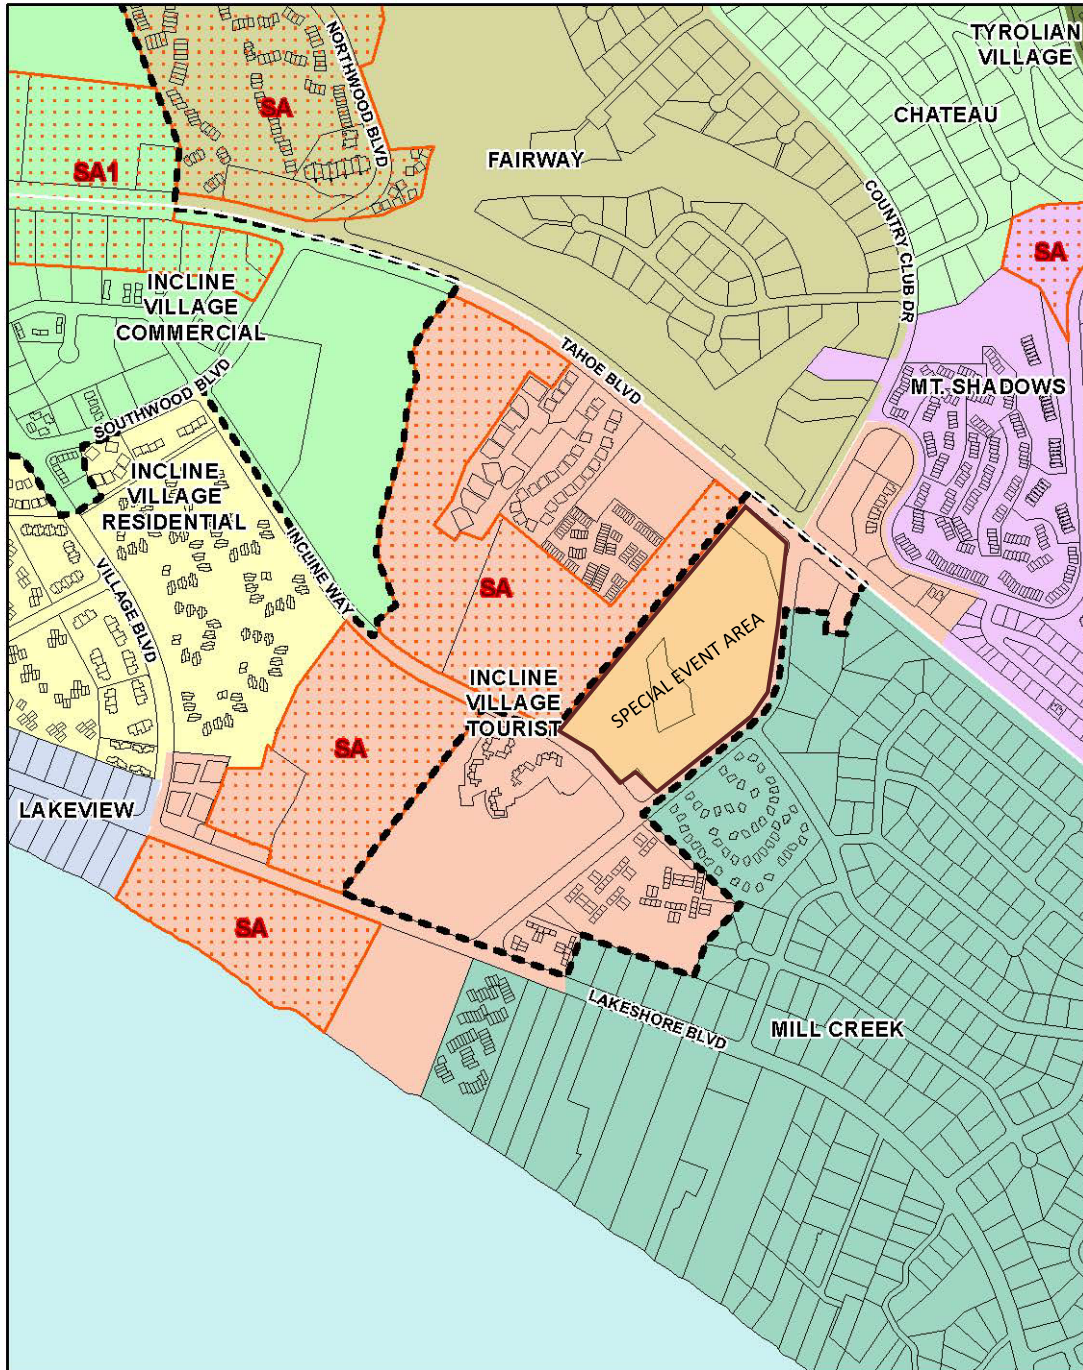 TYROLIAN
VILLAGE
NORTHWOOD BLVD
SA
CHATEAU
FAIRWAY
SA1
COUNTRY CLUB DR
SA
INCLINE
VILLAGE
COMMERCIAL
TAHOE BLVD
MT. SHADOWS
SOUTHWOOD BLVD
INCLINE
VILLAGE
RESIDENTIAL
INCLINE WAY
VILLAGE BLVD
SA
SPECIAL EVENT AREA
INCLINE
VILLAGE
TOURIST
SA
LAKEVIEW
SA
LAKESHORE BLVD
MILL CREEK